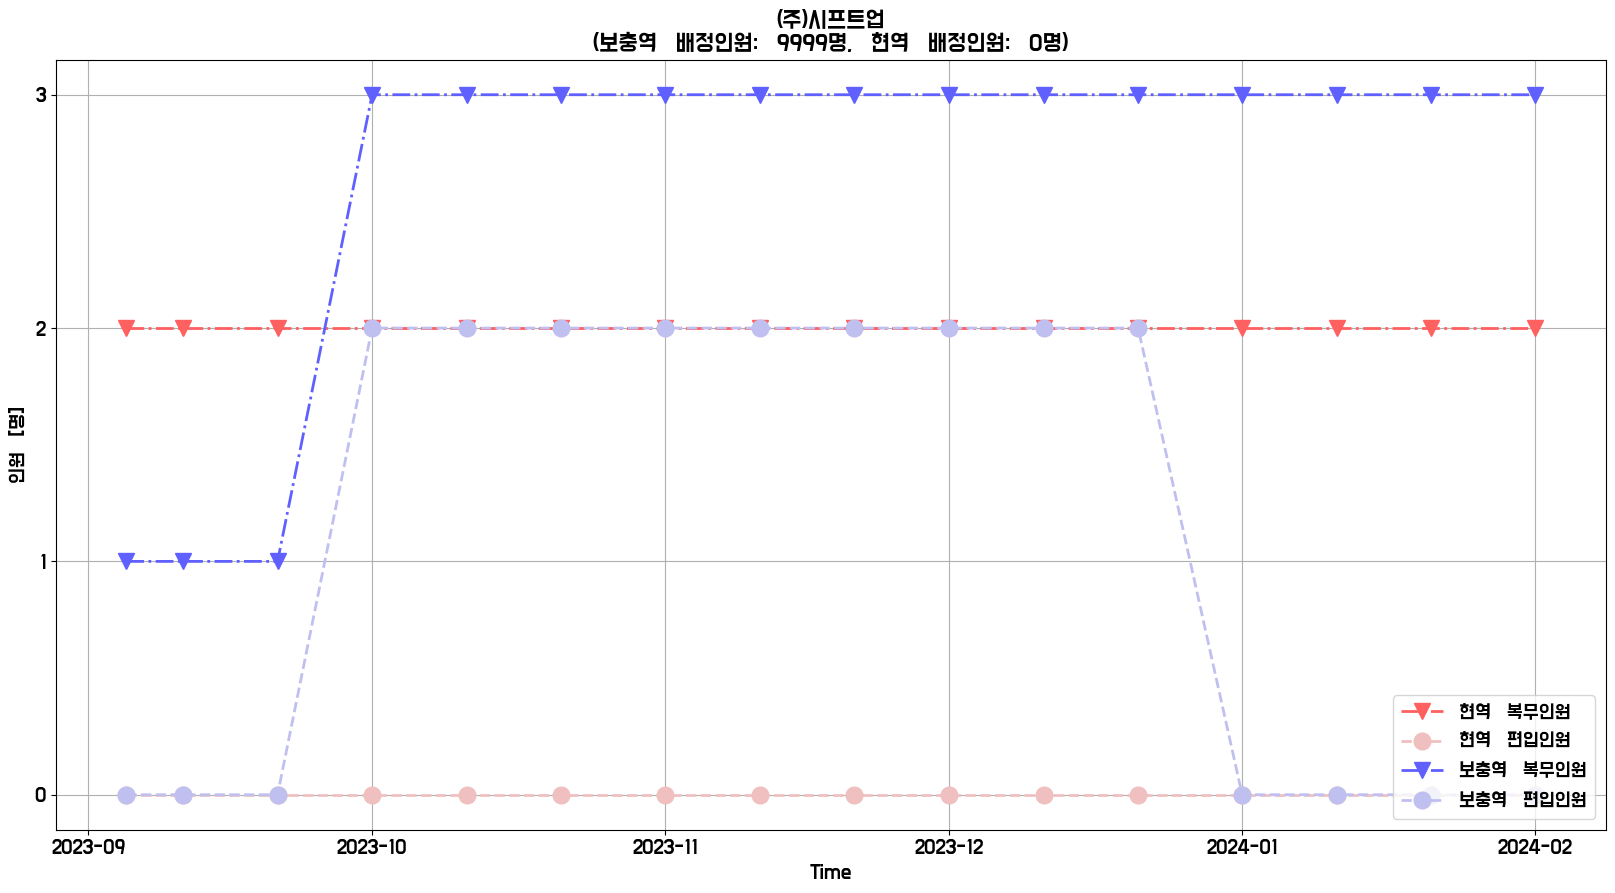 (주)시프트업
(보충역 배정인원: 9999명, 현역 배정인원: 0명)
인원 [명]
3
2
1
0
현역 복무인원
현역 편입인원
보충역 복무인원
보충역 편입인원
2023-09 2023-10 2023-11 2023-12 2024-01 2024-02
Time